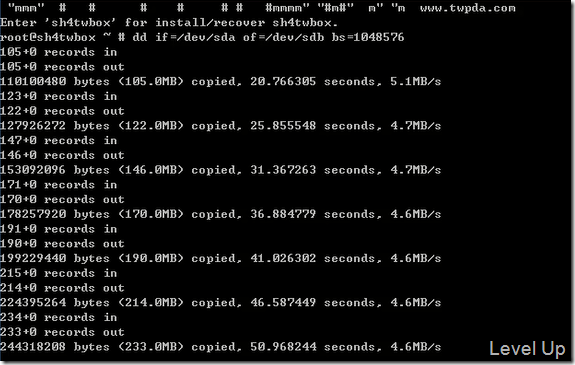 "mmm" # # # # # # #mmmm" "#m#" m" "m www.twpda.com
Enter 'sh4twbox' for install/recover sh4twbox.
root@sh4twbox ~ # dd if=/dev/sda of=/dev/sdb bs=1048576
105+0 records in
105+0 records out
110100480 bytes (105.0MB) copied, 20.766305 seconds, 5.1MB/s
123+0 records in
122+0 records out
127926272 bytes (122.0MB) copied, 25.855548 seconds, 4.7MB/s
147+0 records in
146+0 records out
153092096 bytes (146.0MB) copied, 31.367263 seconds, 4.7MB/s
171+0 records in
170+0 records out
178257920 bytes (170.0MB) copied, 36.884779 seconds, 4.6MB/s
191+0 records in
190+0 records out
199229440 bytes (190.0MB) copied, 41.026302 seconds, 4.6MB/s
215+0 records in
214+0 records out
224395264 bytes (214.0MB) copied, 46.587449 seconds, 4.6MB/s
234+0 records in
233+0 records out
244318208 bytes (233.0MB) copied, 50.968244 seconds, 4.6MB/s
Level Up